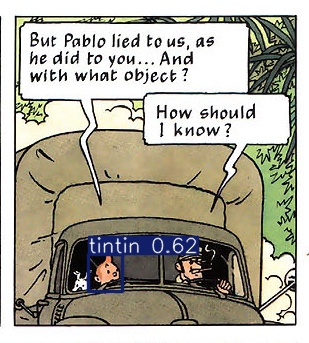 But Pablo lied to us, as
he did to you... And
with what object?
How should
I know?
tintin 0.62